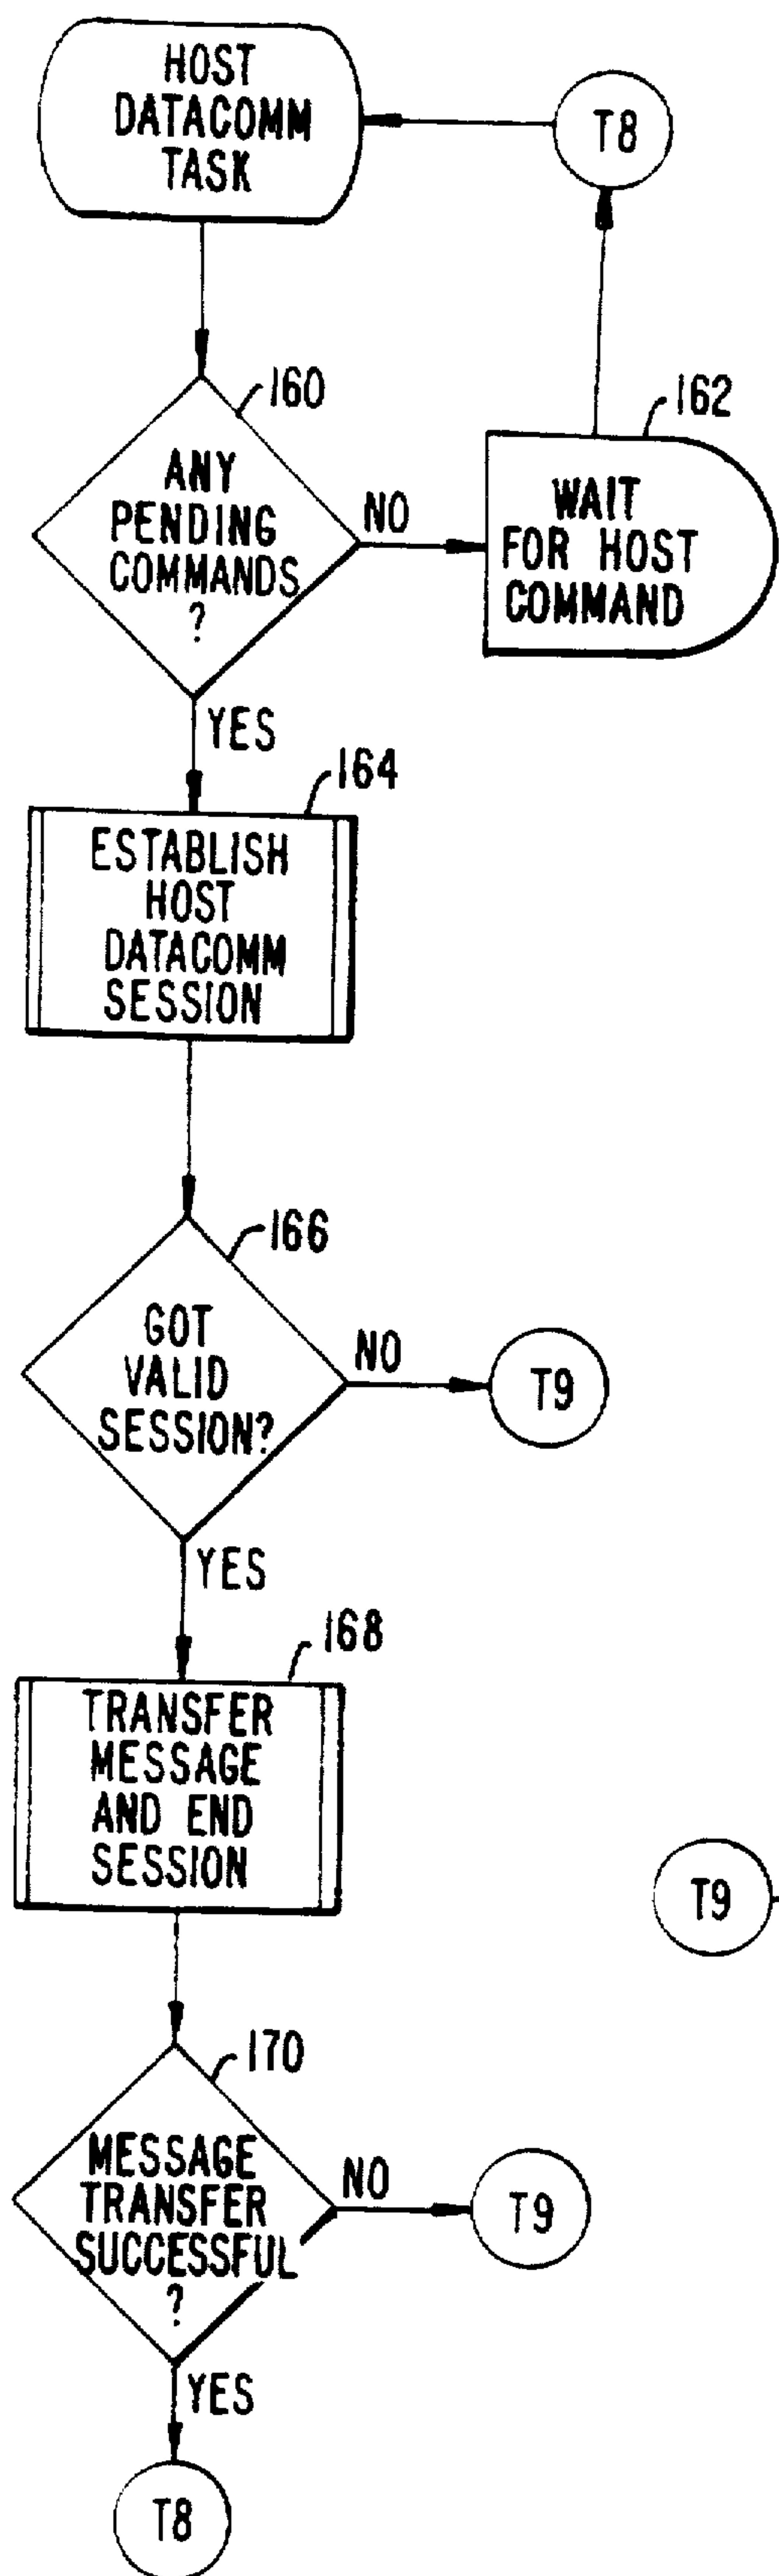 HOST
DATACOMM
TASK
T8
160
162
ANY
PENDING
COMMANDS
?
NO
WAIT
FOR HOST
COMMAND
YES
164
ESTABLISH
HOST
DATACOMM
SESSION
166
GOT
VALID
SESSION?
NO
T9
YES
168
TRANSFER
MESSAGE
AND END
SESSION
T9
170
MESSAGE
TRANSFER
SUCCESSFUL
?
NO
T9
YES
T8